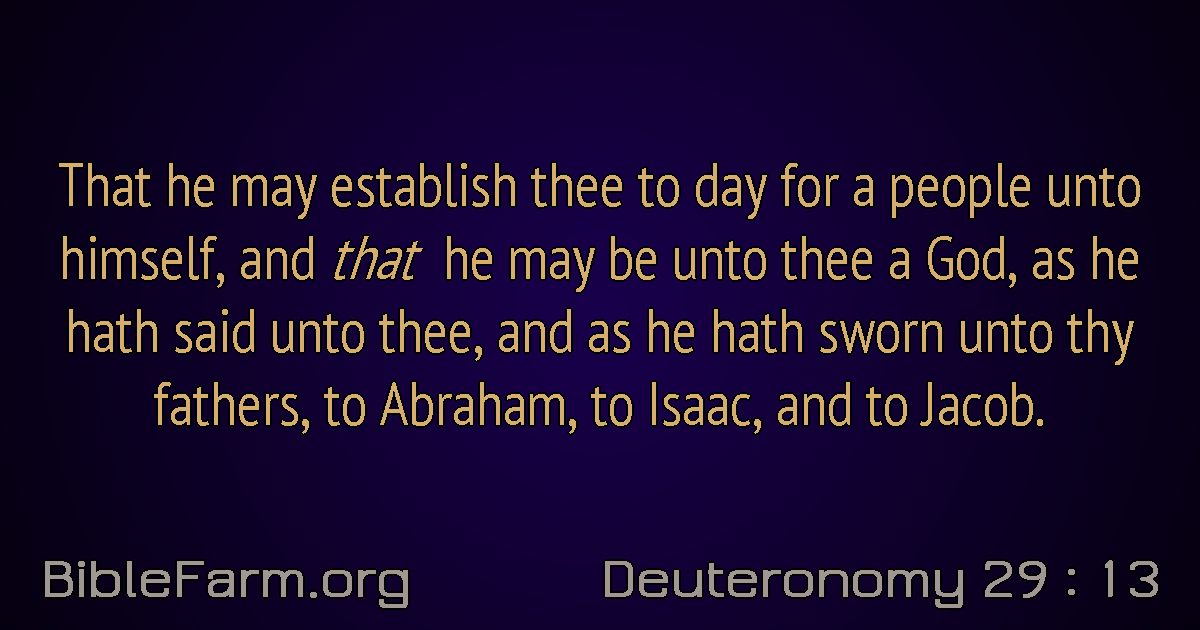 That he may establish thee to day for a people unto
himself, and that he may be unto thee a God, as he
hath said unto thee, and as he hath sworn unto thy
fathers, to Abraham, to Isaac, and to Jacob.
BibleFarm.org
Deuteronomy 29 : 13